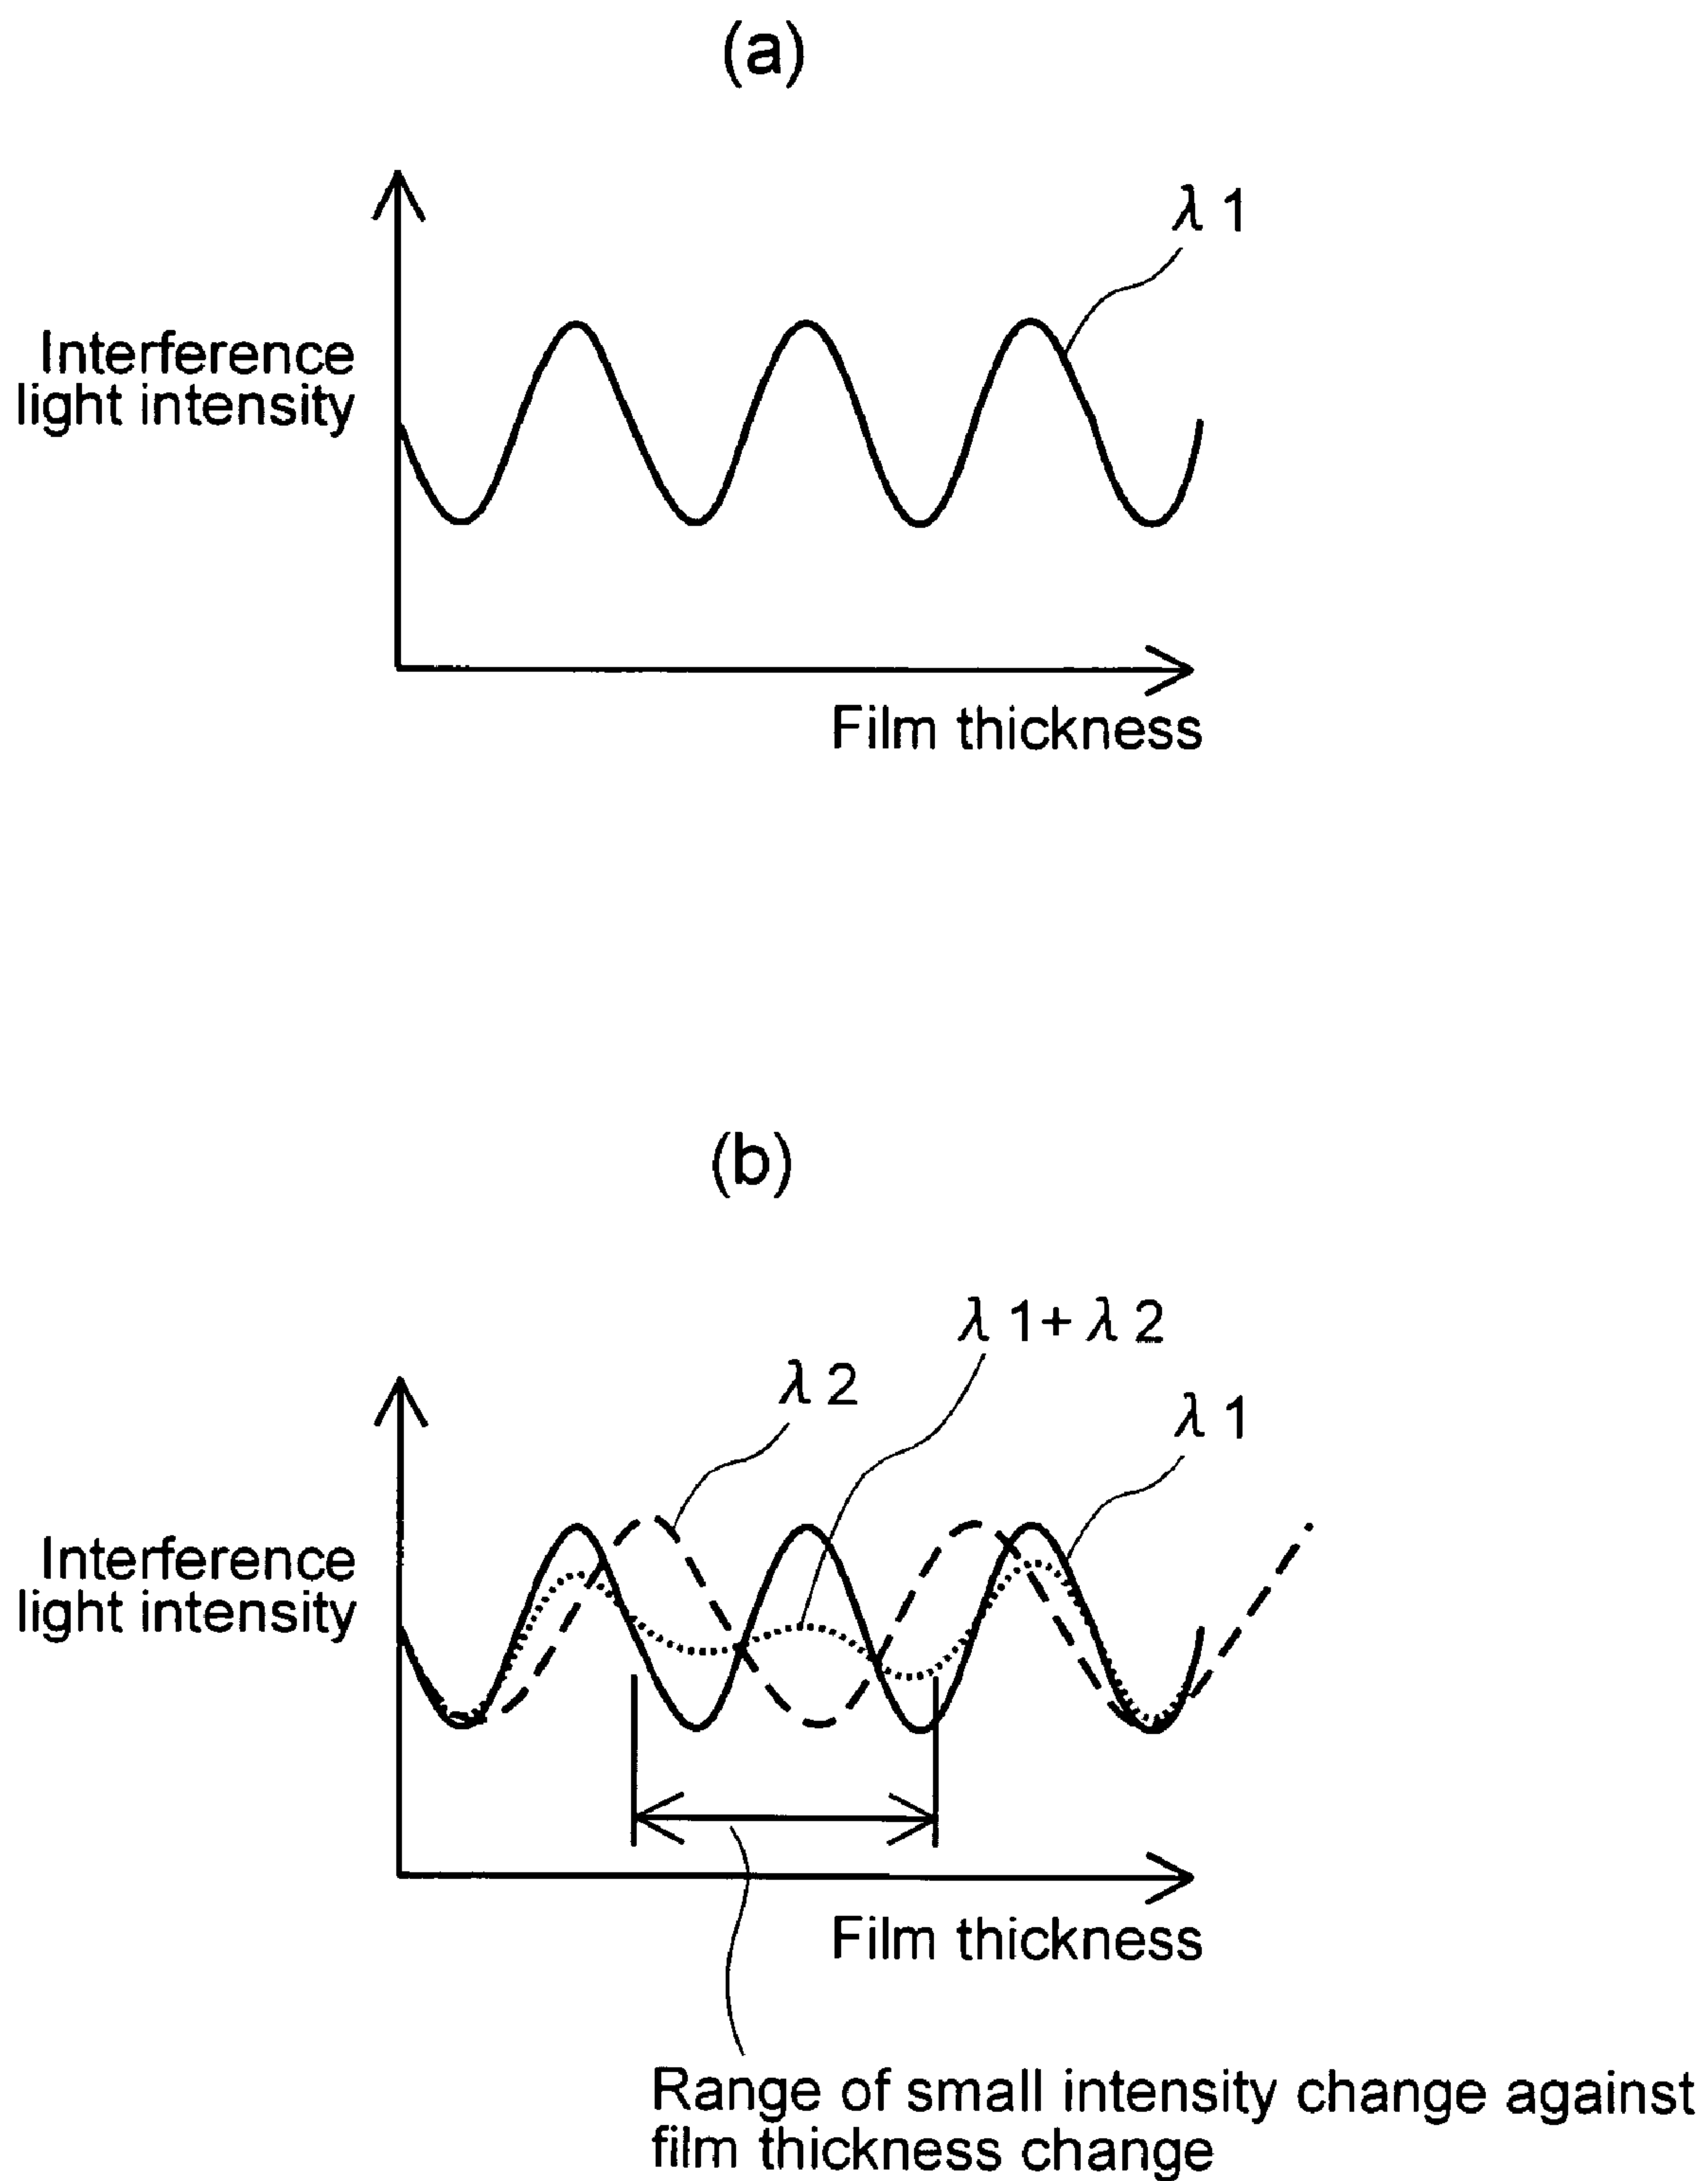 (a)
λ 1
Interference
light intensity
Film thickness
(b)
λ 1+ λ 2
λ 2
λ 1
Interference
light intensity
Film thickness
Range of small intensity change against
film thickness change